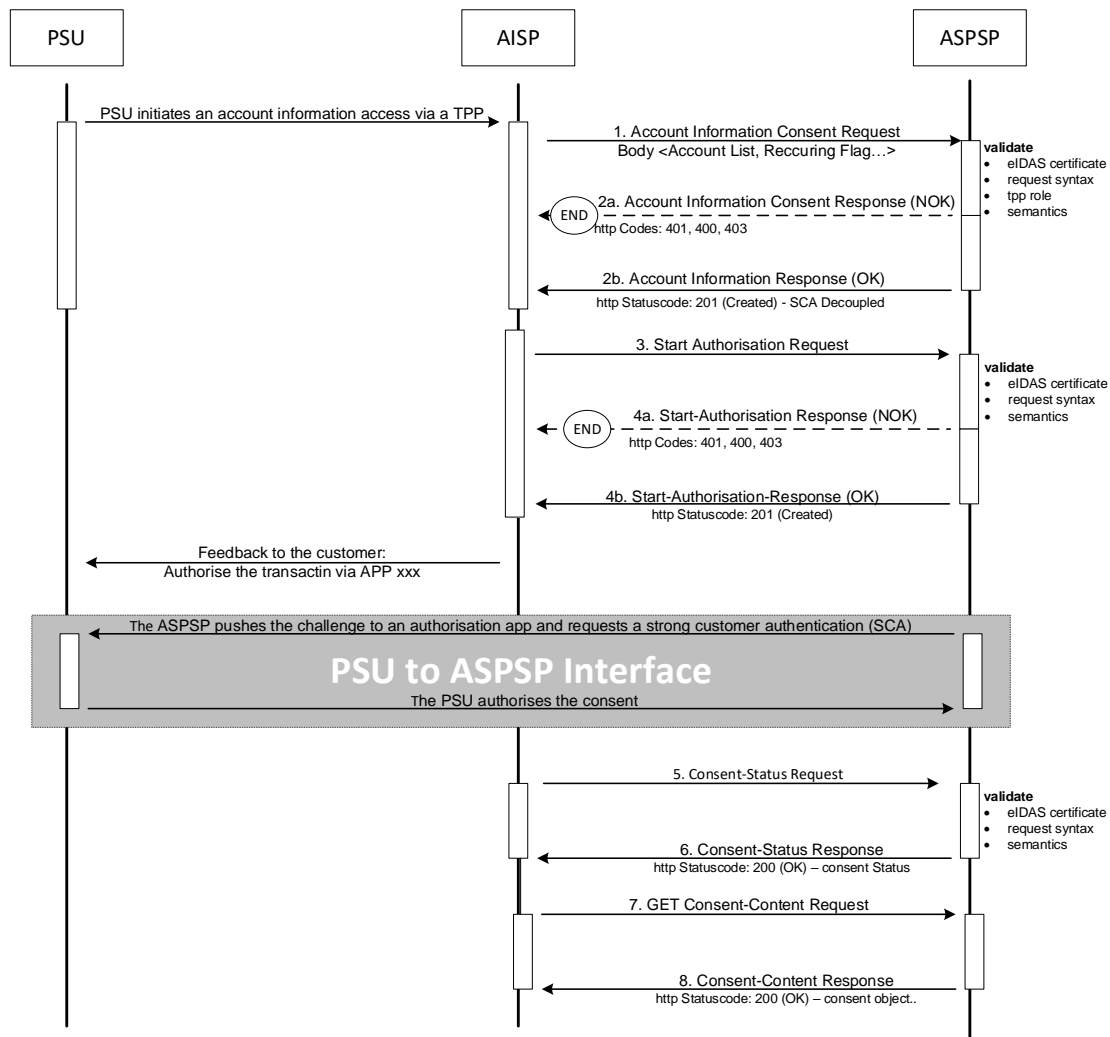 PSU
AISP
ASPSP
PSU initiates an account information access via a TPP
1. Account Information Consent Request
Body <Account List, Reccuring Flag…>
validate
• eIDAS certificate
• request syntax
• tpp role
• semantics
2a. Account Information Consent Response (NOK)
END
http Codes: 401, 400, 403
2b. Account Information Response (OK)
http Statuscode: 201 (Created) - SCA Decoupled
3. Start Authorisation Request
validate
• eIDAS certificate
• request syntax
• semantics
4a. Start-Authorisation Response (NOK)
END
http Codes: 401, 400, 403
4b. Start-Authorisation-Response (OK)
http Statuscode: 201 (Created)
Feedback to the customer:
Authorise the transactin via APP xxx
The ASPSP pushes the challenge to an authorisation app and requests a strong customer authentication (SCA)
PSU to ASPSP Interface
The PSU authorises the consent
5. Consent-Status Request
validate
• eIDAS certificate
• request syntax
• semantics
6. Consent-Status Response
http Statuscode: 200 (OK) – consent Status
7. GET Consent-Content Request
8. Consent-Content Response
http Statuscode: 200 (OK) – consent object..